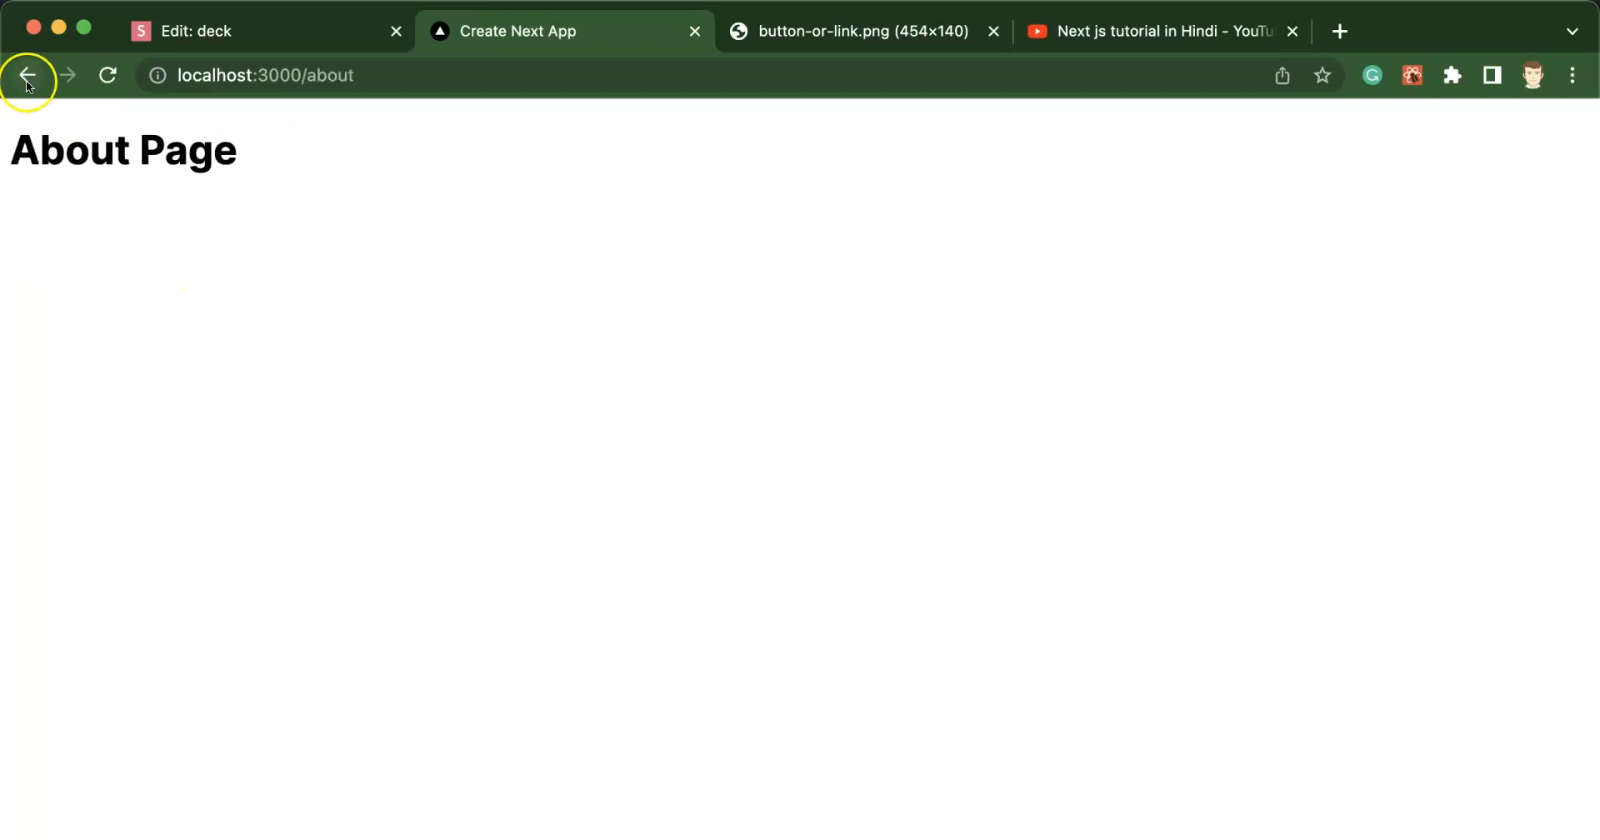 S Edit: deck
Create Next App
button-or-link.png (454×140)
Next js tutorial in Hindi - YouTu
localhost:3000/about
About Page